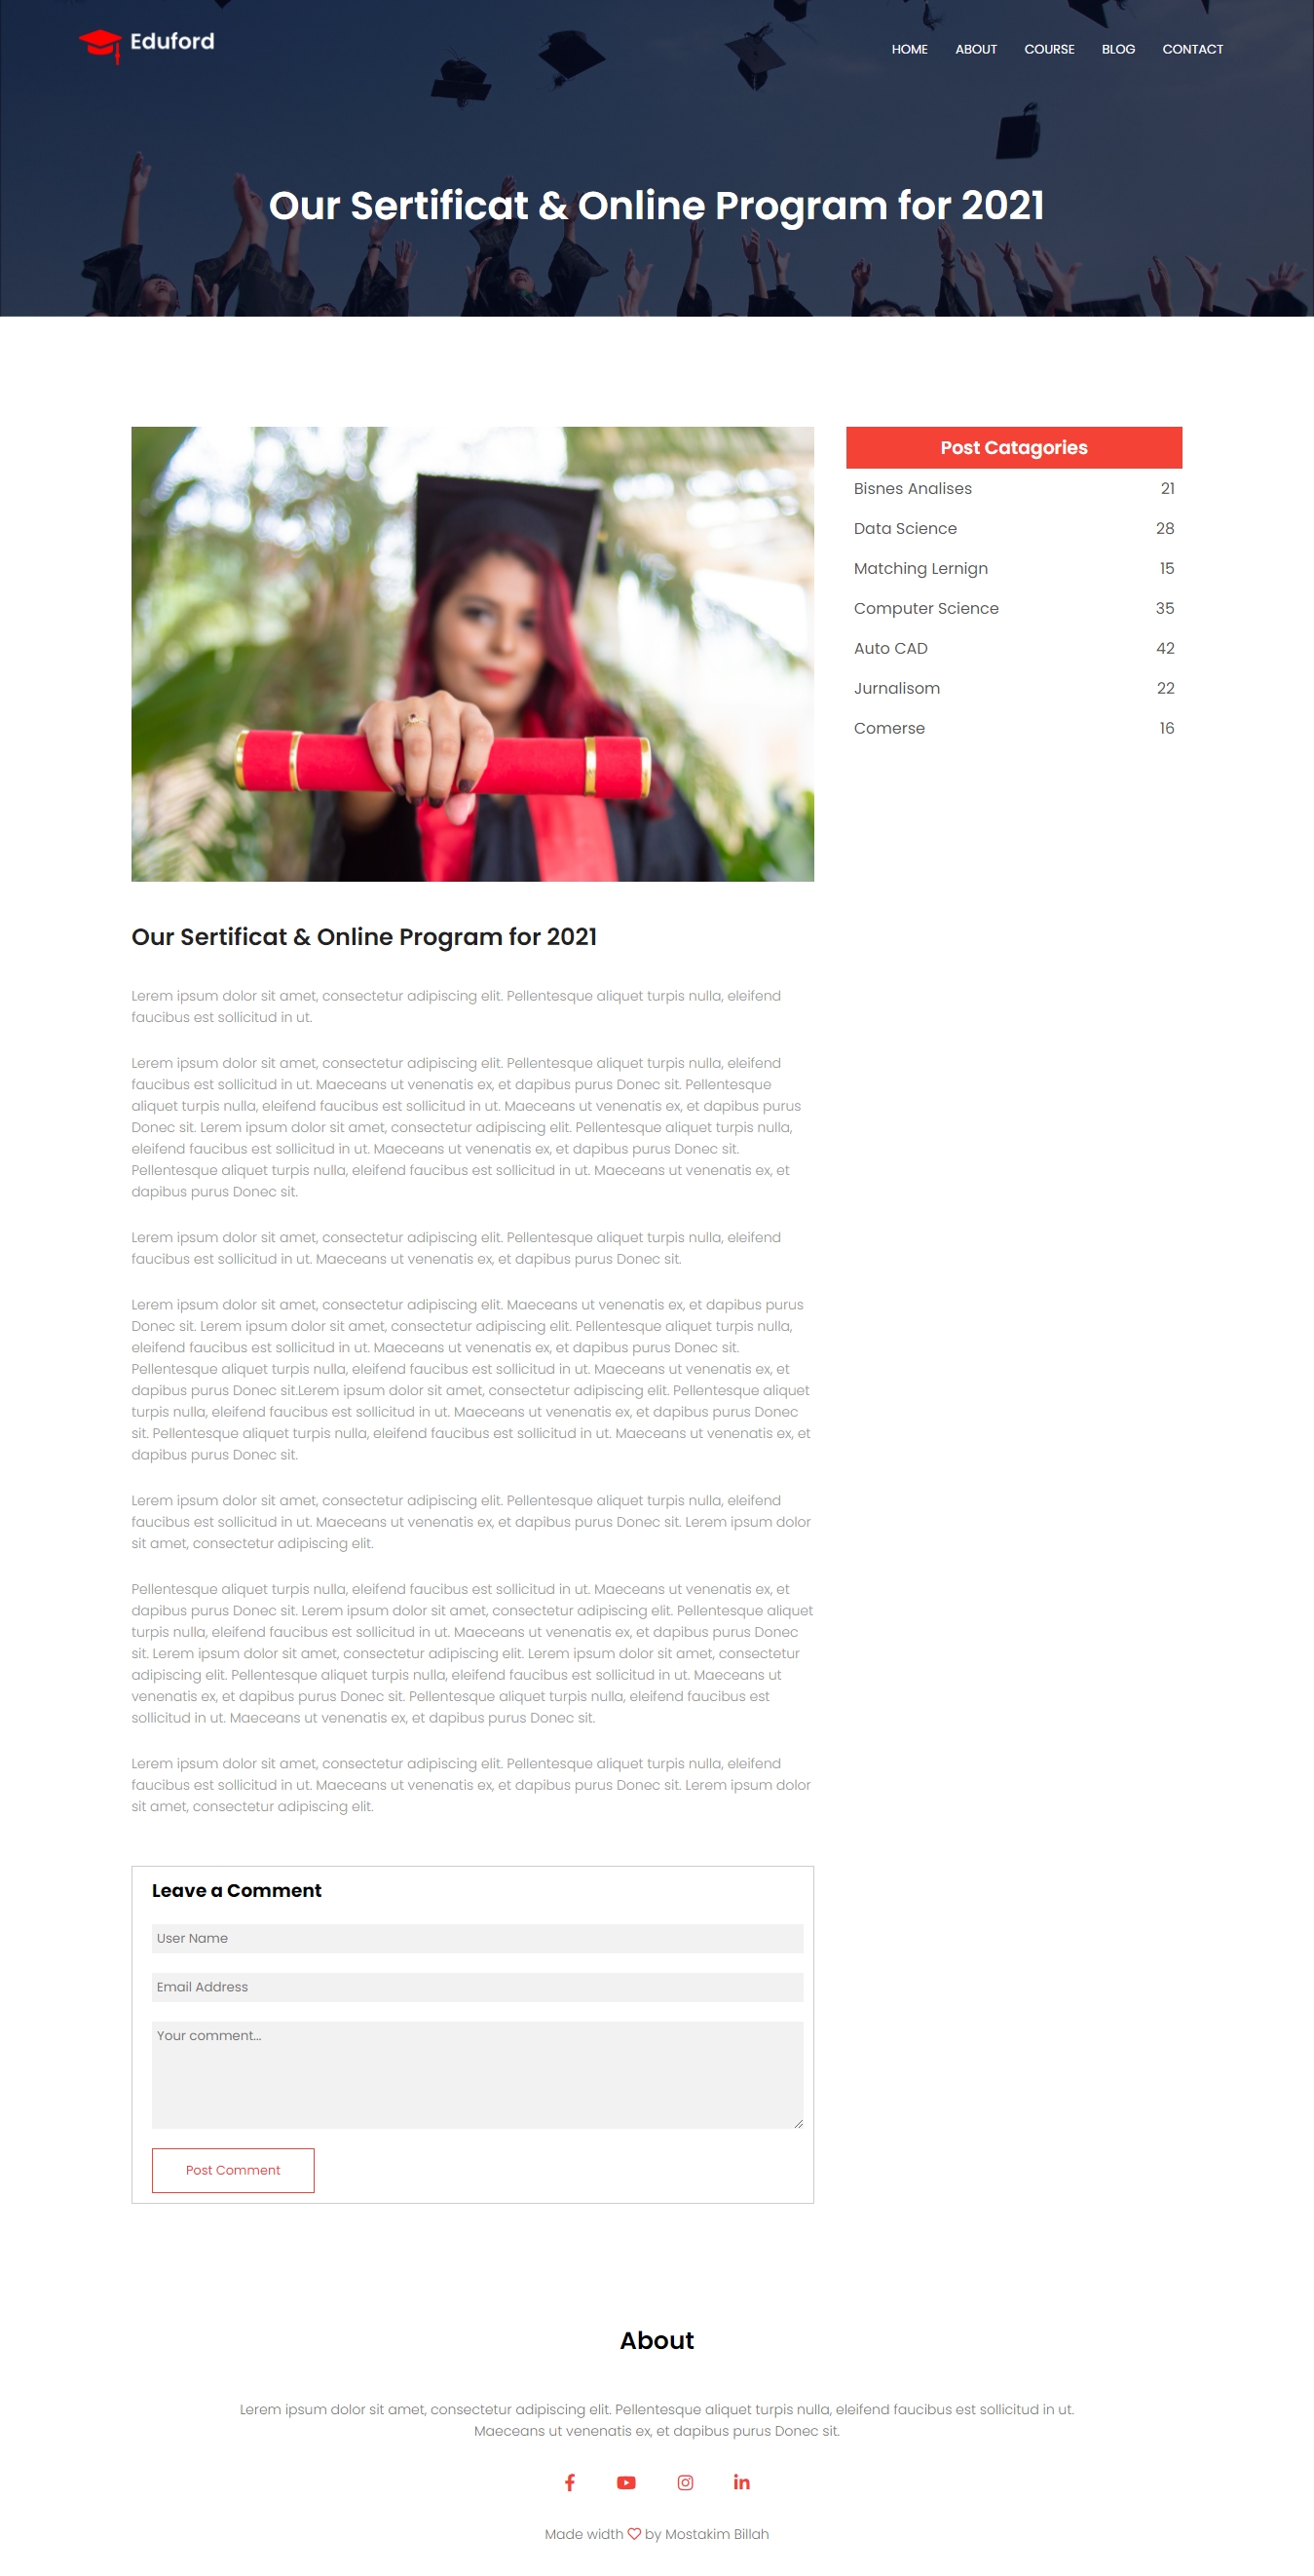 Eduford
HOME ABOUT COURSE BLOG CONTACT
Our Sertificat & Online Program for 2021
Post Catagories
Bisnes Analises 21
Data Science 28
Matching Lernign 15
Computer Science 35
Auto CAD 42
Jurnalisom 22
Comerse 16
Our Sertificat & Online Program for 2021
Lerem ipsum dolor sit amet, consectetur adipiscing elit. Pellentesque aliquet turpis nulla, eleifend
faucibus est sollicitud in ut.
Lerem ipsum dolor sit amet, consectetur adipiscing elit. Pellentesque aliquet turpis nulla, eleifend
faucibus est sollicitud in ut. Maeceans ut venenatis ex, et dapibus purus Donec sit. Pellentesque
aliquet turpis nulla, eleifend faucibus est sollicitud in ut. Maeceans ut venenatis ex, et dapibus purus
Donec sit. Lerem ipsum dolor sit amet, consectetur adipiscing elit. Pellentesque aliquet turpis nulla,
eleifend faucibus est sollicitud in ut. Maeceans ut venenatis ex, et dapibus purus Donec sit.
Pellentesque aliquet turpis nulla, eleifend faucibus est sollicitud in ut. Maeceans ut venenatis ex, et
dapibus purus Donec sit.
Lerem ipsum dolor sit amet, consectetur adipiscing elit. Pellentesque aliquet turpis nulla, eleifend
faucibus est sollicitud in ut. Maeceans ut venenatis ex, et dapibus purus Donec sit.
Lerem ipsum dolor sit amet, consectetur adipiscing elit. Maeceans ut venenatis ex, et dapibus purus
Donec sit. Lerem ipsum dolor sit amet, consectetur adipiscing elit. Pellentesque aliquet turpis nulla,
eleifend faucibus est sollicitud in ut. Maeceans ut venenatis ex, et dapibus purus Donec sit.
Pellentesque aliquet turpis nulla, eleifend faucibus est sollicitud in ut. Maeceans ut venenatis ex, et
dapibus purus Donec sit.Lerem ipsum dolor sit amet, consectetur adipiscing elit. Pellentesque aliquet
turpis nulla, eleifend faucibus est sollicitud in ut. Maeceans ut venenatis ex, et dapibus purus Donec
sit. Pellentesque aliquet turpis nulla, eleifend faucibus est sollicitud in ut. Maeceans ut venenatis ex, et
dapibus purus Donec sit.
Lerem ipsum dolor sit amet, consectetur adipiscing elit. Pellentesque aliquet turpis nulla, eleifend
faucibus est sollicitud in ut. Maeceans ut venenatis ex, et dapibus purus Donec sit. Lerem ipsum dolor
sit amet, consectetur adipiscing elit.
Pellentesque aliquet turpis nulla, eleifend faucibus est sollicitud in ut. Maeceans ut venenatis ex, et
dapibus purus Donec sit. Lerem ipsum dolor sit amet, consectetur adipiscing elit. Pellentesque aliquet
turpis nulla, eleifend faucibus est sollicitud in ut. Maeceans ut venenatis ex, et dapibus purus Donec
sit. Lerem ipsum dolor sit amet, consectetur adipiscing elit. Lerem ipsum dolor sit amet, consectetur
adipiscing elit. Pellentesque aliquet turpis nulla, eleifend faucibus est sollicitud in ut. Maeceans ut
venenatis ex, et dapibus purus Donec sit. Pellentesque aliquet turpis nulla, eleifend faucibus est
sollicitud in ut. Maeceans ut venenatis ex, et dapibus purus Donec sit.
Lerem ipsum dolor sit amet, consectetur adipiscing elit. Pellentesque aliquet turpis nulla, eleifend
faucibus est sollicitud in ut. Maeceans ut venenatis ex, et dapibus purus Donec sit. Lerem ipsum dolor
sit amet, consectetur adipiscing elit.
Leave a Comment
User Name
Email Address
Your comment...
Post Comment
About
Lerem ipsum dolor sit amet, consectetur adipiscing elit. Pellentesque aliquet turpis nulla, eleifend faucibus est sollicitud in ut.
Maeceans ut venenatis ex, et dapibus purus Donec sit.
Made width ♡ by Mostakim Billah